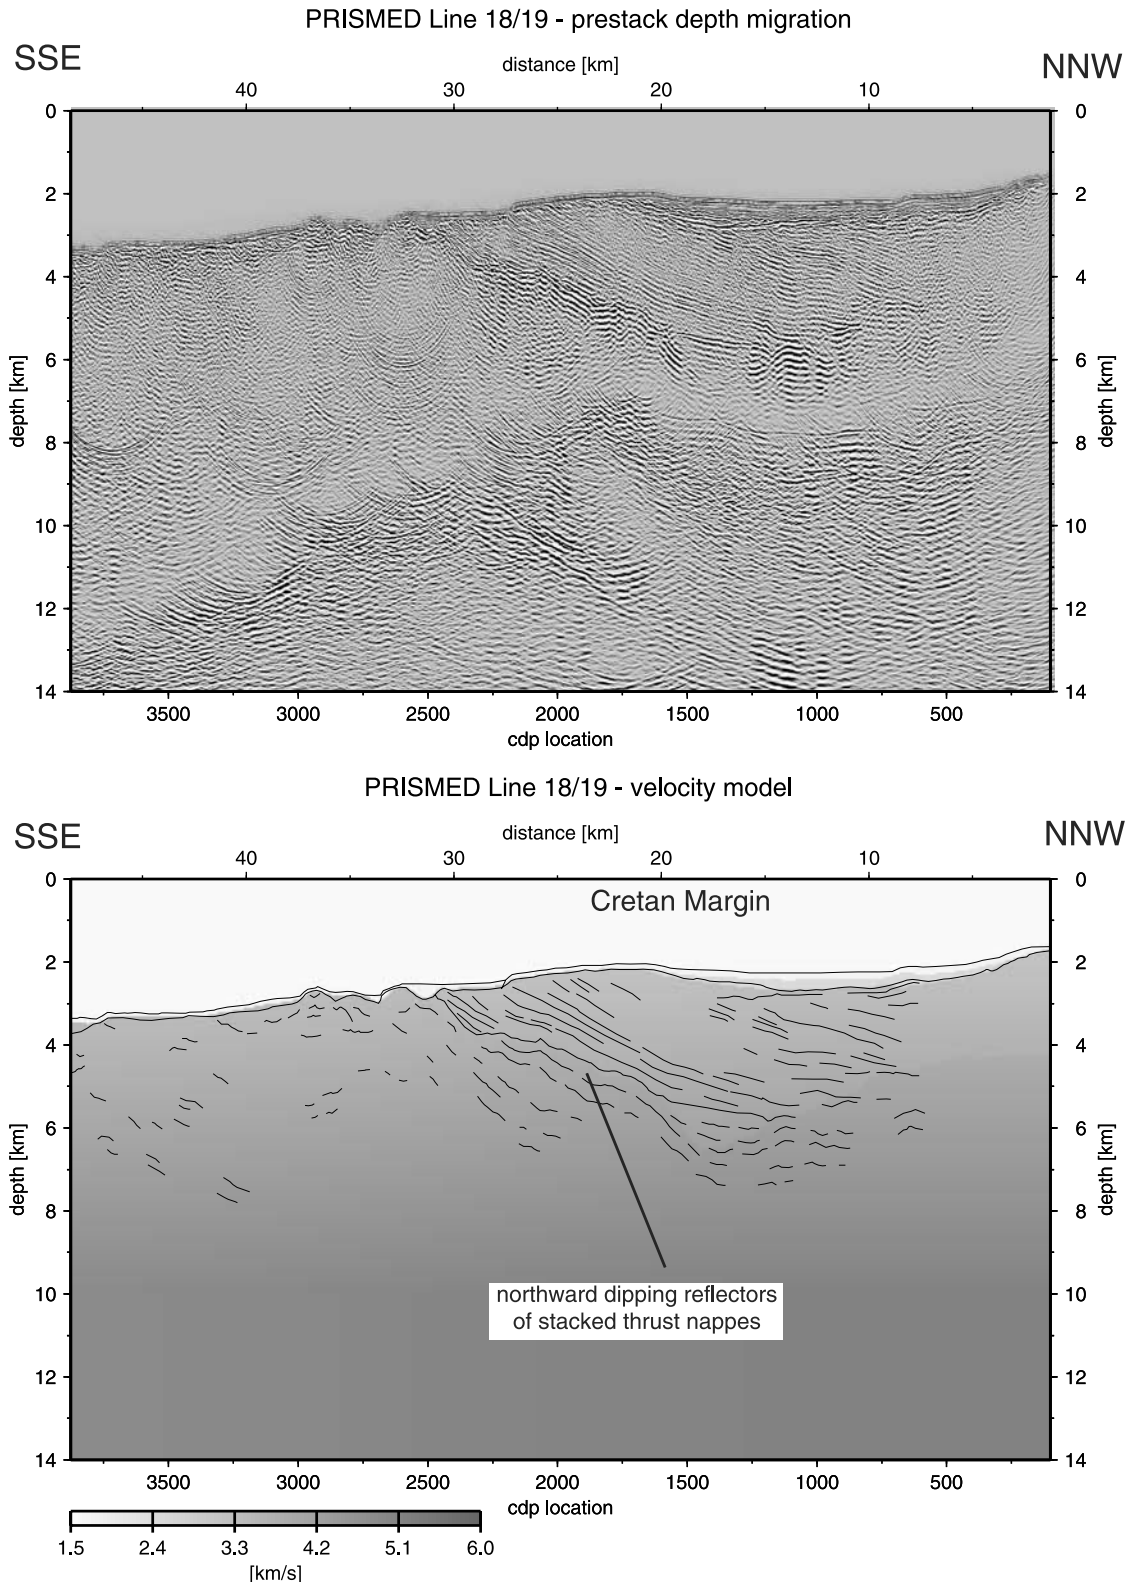 PRISMED Line 18/19 - prestack depth migration
SSE
NNW
distance [km]
40 30 20 10
0 0
2 2
4 4
6 6
8 8
10 10
12 12
14 14
depth [km]
depth [km]
3500 3000 2500 2000 1500 1000 500
cdp location
PRISMED Line 18/19 - velocity model
SSE
NNW
distance [km]
40 30 20 10
Cretan Margin
0 0
2 2
4 4
6 6
8 8
10 10
12 12
14 14
depth [km]
depth [km]
northward dipping reflectors
of stacked thrust nappes
3500 3000 2500 2000 1500 1000 500
cdp location
1.5 2.4 3.3 4.2 5.1 6.0
[km/s]